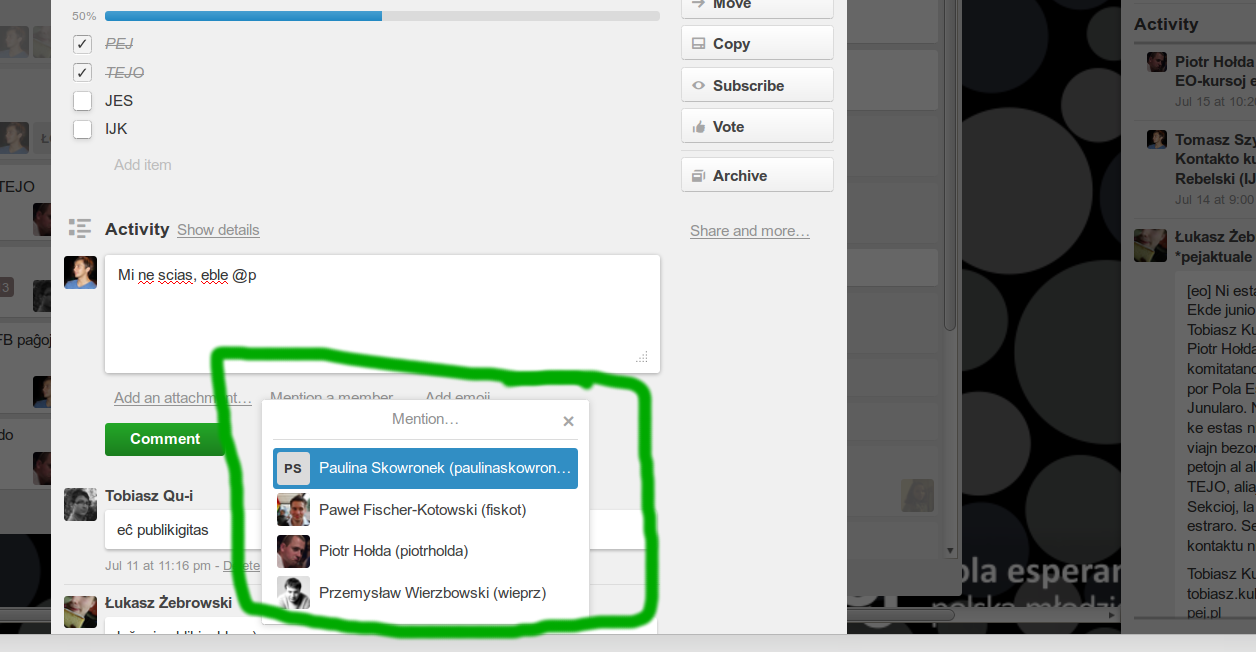 50%
PEJ
TEJO
JES
IJK
Add item
Activity Show details
Mi ne scias, eble @p
Add an attachment… Mention a member… Add emoji
Comment
Mention…
PS Paulina Skowronek (paulinaskowron…
Paweł Fischer-Kotowski (fiskot)
Piotr Hołda (piotrholda)
Przemysław Wierzbowski (wieprz)
Tobiasz Qu-i
eĉ publikigitas
Jul 11 at 11:16 pm - Delete
Łukasz Żebrowski
Move
Copy
Subscribe
Vote
Archive
Share and more…
TEJO
3
FB paĝoj
do
Activity
Piotr Hołda
EO-kursoj e
Jul 15 at 10:2
Tomasz Szy
Kontakto ku
Rebelski (IJ
Jul 14 at 9:00
Łukasz Żeb
*pejaktuale
[eo] Ni esta
Ekde junio
Tobiasz Ku
Piotr Hołda
komitatano
por Pola E
Junularo. N
ke estas n
viajn bezon
petojn al al
TEJO, alia
Sekcioj, la
estraro. Se
kontaktu n
Tobiasz Ku
tobiasz.kul
pej.pl
ola esperan
polska młodzie